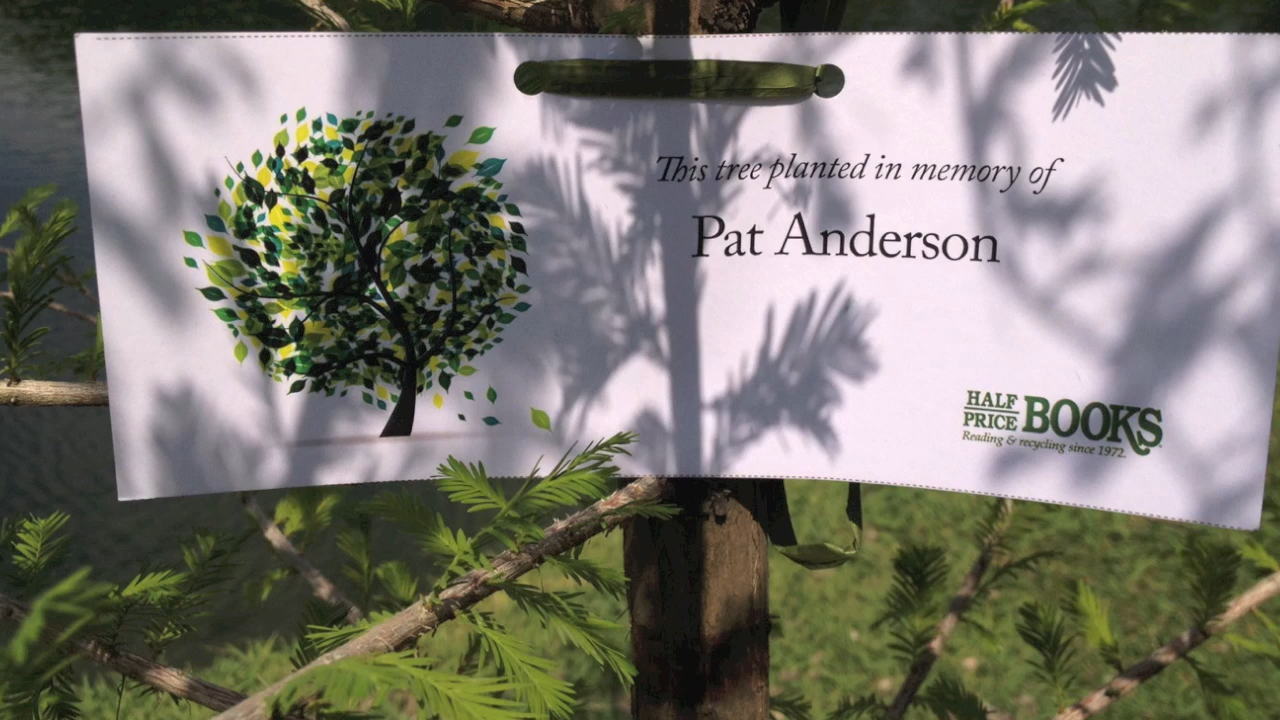 This tree planted in memory of
Pat Anderson
HALF PRICE BOOKS
Reading & recycling since 1972.